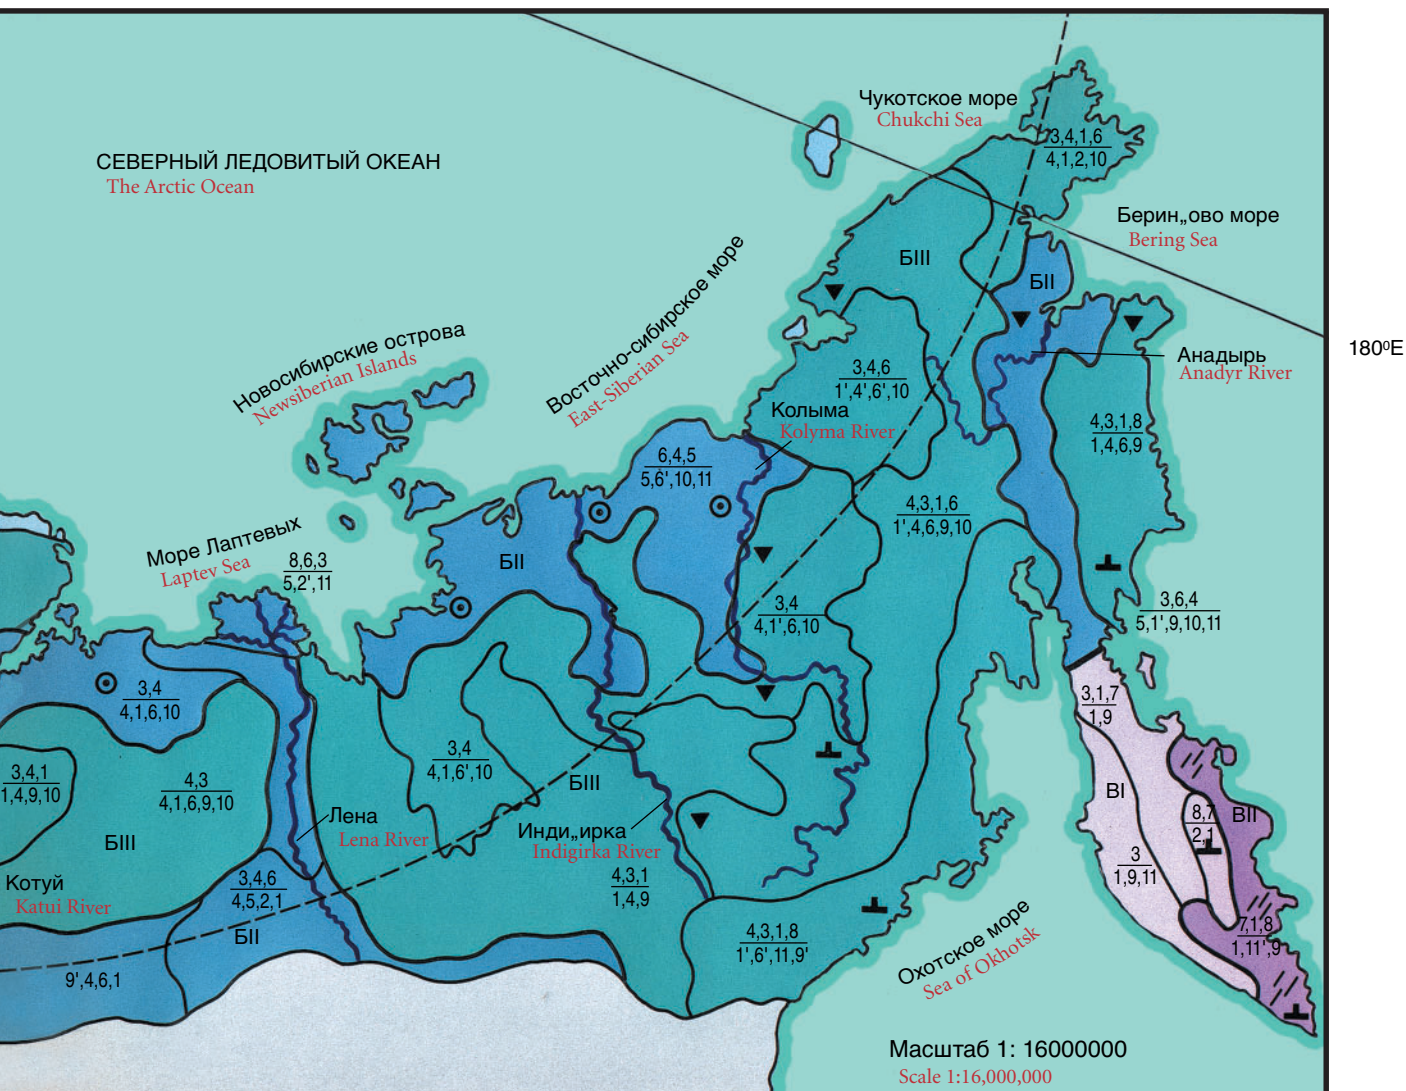 Чукотское море
Chukchi Sea
3,4,1,6
4,1,2,10
СЕВЕРНЫЙ ЛЕДОВИТЫЙ ОКЕАН
The Arctic Ocean
Берин„ово море
Bering Sea
БIII
БII
180ºE
Восточно-сибирское море
East-Siberian Sea
Новосибирские острова
Newsiberian Islands
Анадырь
Anadyr River
3,4,6
1',4',6',10
Колыма
Kolyma River
4,3,1,8
1,4,6,9
6,4,5
5,6',10,11
4,3,1,6
1',4,6,9,10
Море Лаптевых
Laptev Sea
8,6,3
5,2',11
БII
3,4
4,1',6,10
3,6,4
5,1',9,10,11
3,4
4,1,6,10
3,1,7
1,9
3,4,1
1,4,9,10
4,3
4,1,6,9,10
3,4
4,1,6',10
БIII
ВI
8,7
2,1
ВII
БIII
Лена
Lena River
Инди„ирка
Indigirka River
3
1,9,11
4,3,1
1,4,9
Котуй
Katui River
3,4,6
4,5,2,1
БII
4,3,1,8
1',6',11,9'
7,1,8
1,11',9
9',4,6,1
Охотское море
Sea of Okhotsk
Масштаб 1: 16000000
Scale 1:16,000,000